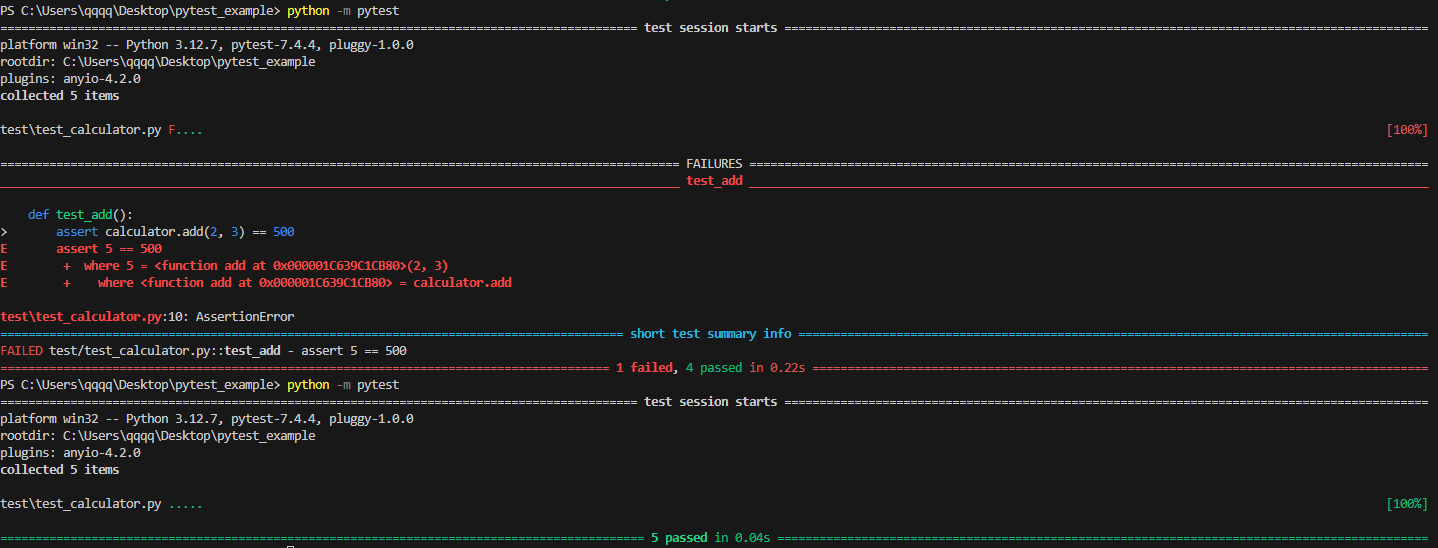 PS C:\Users\qqqq\Desktop\pytest_example> python -m pytest
============================= test session starts =============================
platform win32 -- Python 3.12.7, pytest-7.4.4, pluggy-1.0.0
rootdir: C:\Users\qqqq\Desktop\pytest_example
plugins: anyio-4.2.0
collected 5 items
test\test_calculator.py F.... [100%]
============================= FAILURES =============================
_____________________________ test_add _____________________________
def test_add():
> assert calculator.add(2, 3) == 500
E assert 5 == 500
E + where 5 = <function add at 0x000001C639C1CB80>(2, 3)
E + where <function add at 0x000001C639C1CB80> = calculator.add
test\test_calculator.py:10: AssertionError
============================= short test summary info =============================
FAILED test/test_calculator.py::test_add - assert 5 == 500
============================= 1 failed, 4 passed in 0.22s =============================
PS C:\Users\qqqq\Desktop\pytest_example> python -m pytest
============================= test session starts =============================
platform win32 -- Python 3.12.7, pytest-7.4.4, pluggy-1.0.0
rootdir: C:\Users\qqqq\Desktop\pytest_example
plugins: anyio-4.2.0
collected 5 items
test\test_calculator.py ..... [100%]
============================= 5 passed in 0.04s =============================